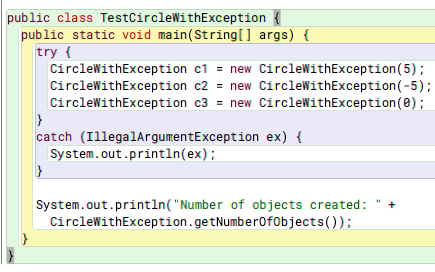 public class TestCircleWithException {
public static void main(String[] args) {
try {
CircleWithException c1 = new CircleWithException(5);
CircleWithException c2 = new CircleWithException(-5);
CircleWithException c3 = new CircleWithException(0);
}
catch (IllegalArgumentException ex) {
System.out.println(ex);
}
System.out.println("Number of objects created: " +
CircleWithException.getNumberOfObjects());
}
}